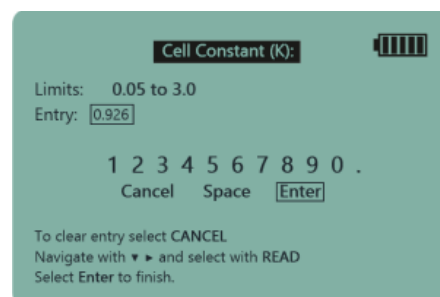 Cell Constant (K):
Limits: 0.05 to 3.0
Entry: 0.926
1 2 3 4 5 6 7 8 9 0 .
Cancel Space Enter
To clear entry select CANCEL
Navigate with ▾ ▸ and select with READ
Select Enter to finish.